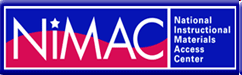 NiMAC
National
Instructional
Materials
Access
Center